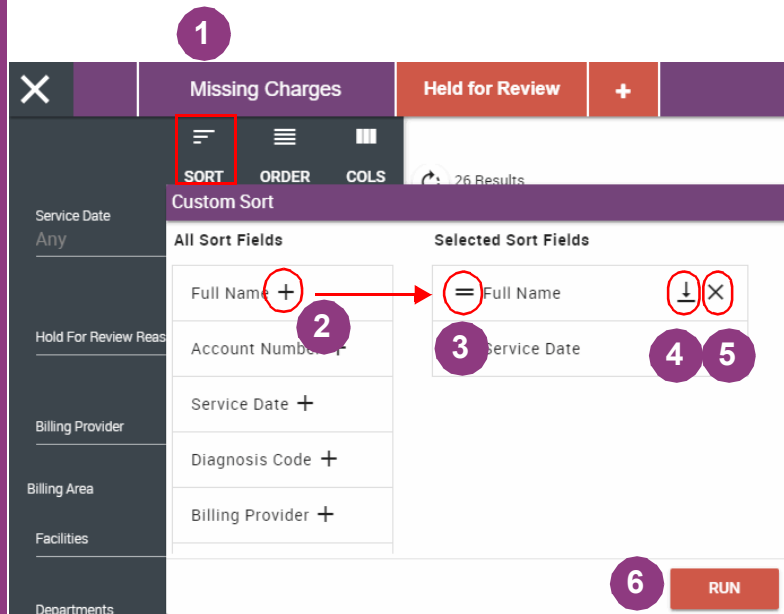 1
Missing Charges
Held for Review
+
SORT
ORDER
COLS
26 Results
Custom Sort
Service Date
Any
All Sort Fields
Selected Sort Fields
Full Name +
Full Name
2
3
4
5
Hold For Review Reas
Account Number +
Service Date
Service Date +
Billing Provider
Diagnosis Code +
Billing Area
Billing Provider +
Facilities
6
RUN
Departments